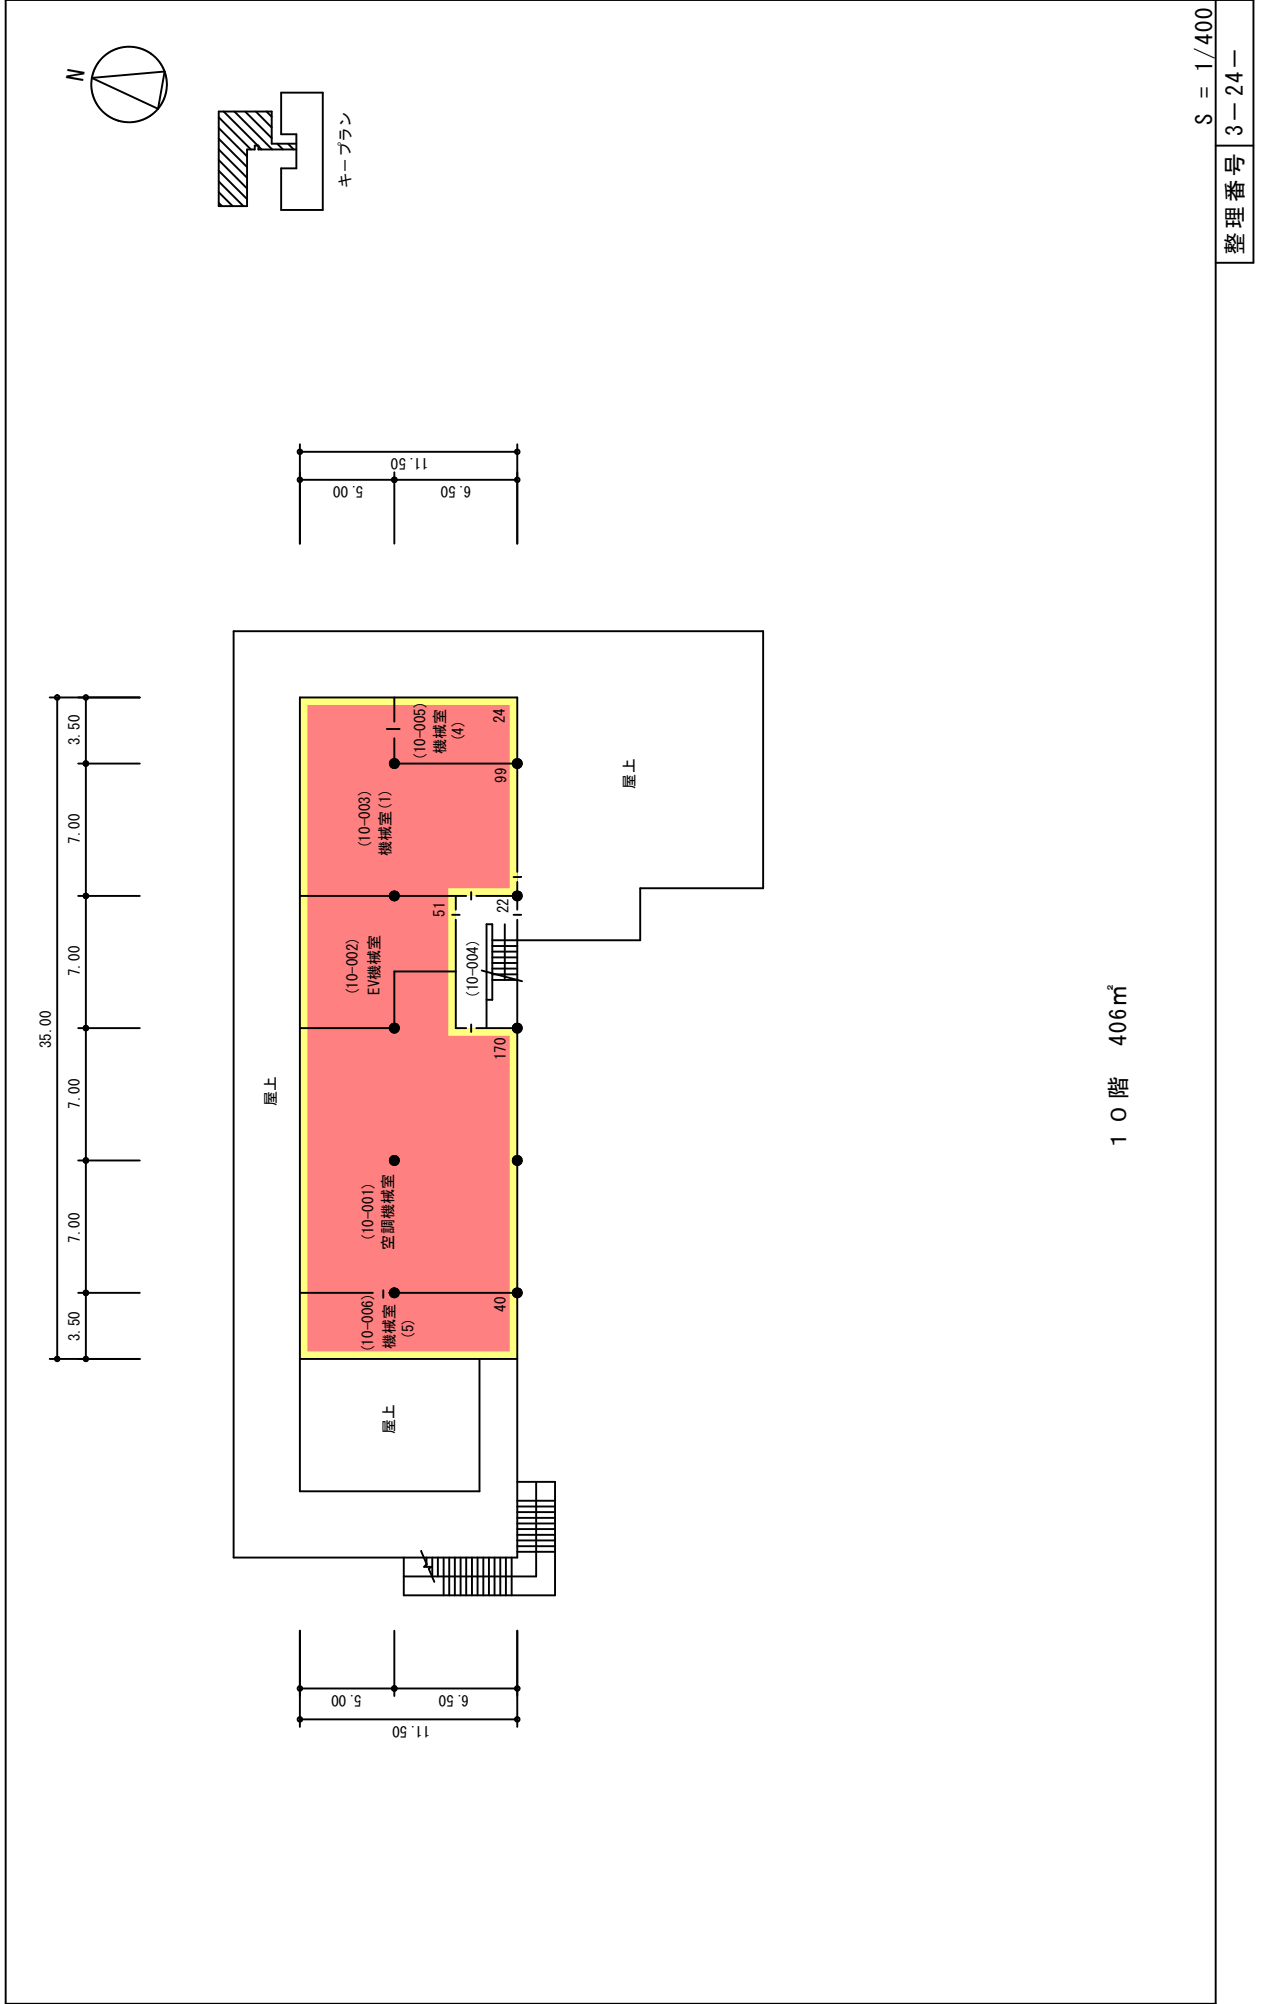 N
キープラン
S = 1/400
整理番号 3－24－
11.50
5.00
6.50
35.00
3.50
7.00
7.00
7.00
7.00
3.50
(10-005)
機械室
(4)
24
99
(10-003)
機械室(1)
屋上
51
22
(10-002)
EV機械室
(10-004)
170
屋上
(10-001)
空調機械室
(10-006)
機械室
(5)
40
屋上
5.00
6.50
11.50
１０階 406㎡